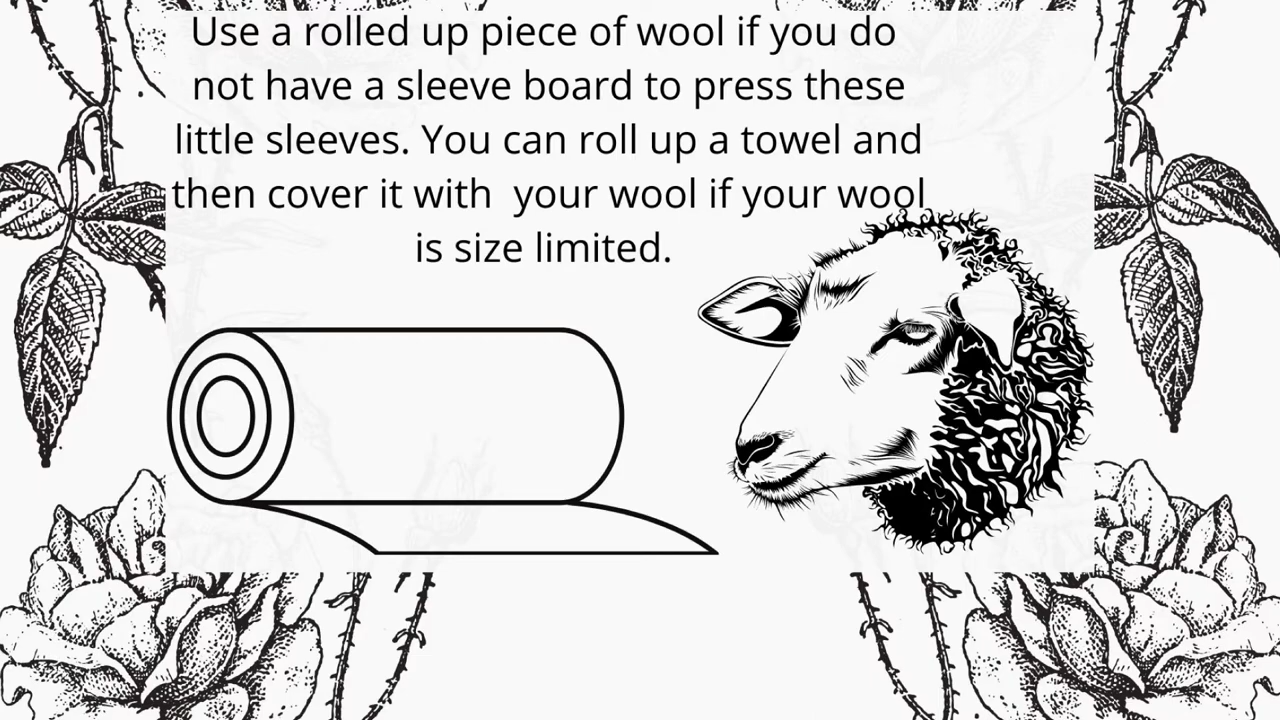 Use a rolled up piece of wool if you do
not have a sleeve board to press these
little sleeves. You can roll up a towel and
then cover it with  your wool if your wool
is size limited.